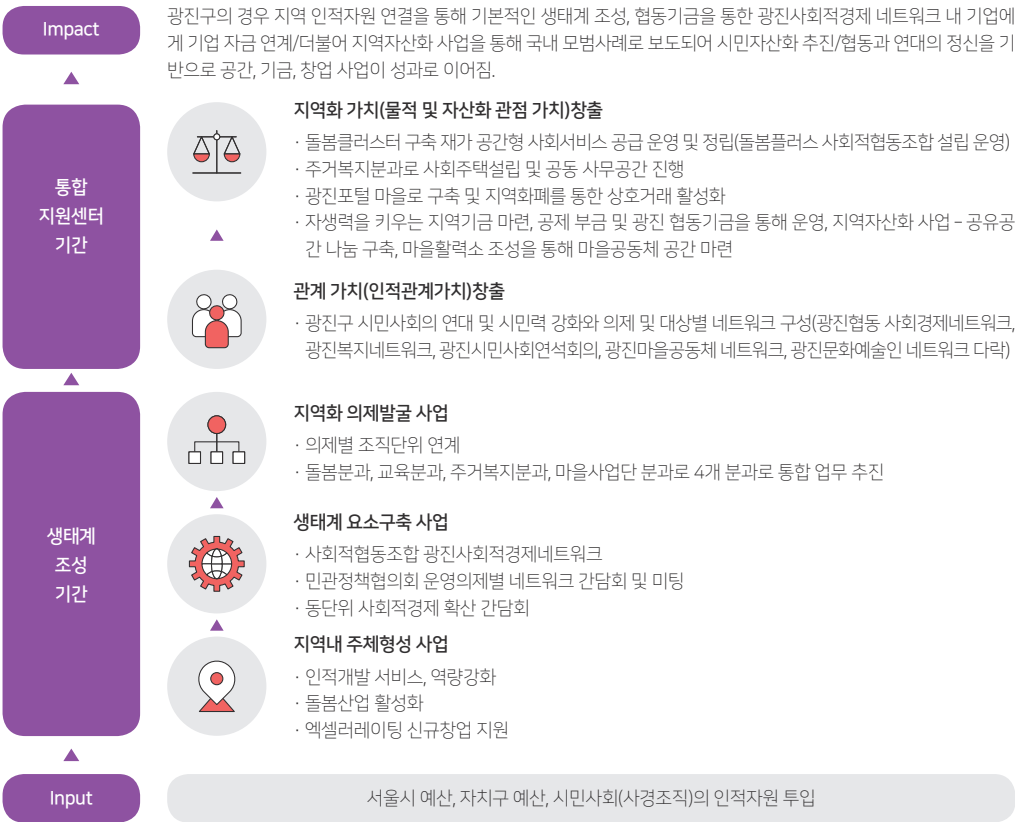 Impact
광진구의 경우 지역 인적자원 연결을 통해 기본적인 생태계 조성, 협동기금을 통한 광진사회적경제 네트워크 내 기업에
게 기업 자금 연계/더불어 지역자산화 사업을 통해 국내 모범사례로 보도되어 시민자산화 추진/협동과 연대의 정신을 기
반으로 공간, 기금, 창업 사업이 성과로 이어짐.
통합
지원센터
기간
지역화 가치(물적 및 자산화 관점 가치)창출
· 돌봄클러스터 구축 재가 공간형 사회서비스 공급 운영 및 정립(돌봄플러스 사회적협동조합 설립 운영)
· 주거복지분과로 사회주택설립 및 공동 사무공간 진행
· 광진포털 마을로 구축 및 지역화폐를 통한 상호거래 활성화
· 자생력을 키우는 지역기금 마련, 공제 부금 및 광진 협동기금을 통해 운영, 지역자산화 사업 – 공유공
간 나눔 구축, 마을활력소 조성을 통해 마을공동체 공간 마련
관계 가치(인적관계가치)창출
· 광진구 시민사회의 연대 및 시민력 강화와 의제 및 대상별 네트워크 구성(광진협동 사회경제네트워크,
광진복지네트워크, 광진시민사회연석회의, 광진마을공동체 네트워크, 광진문화예술인 네트워크 다락)
생태계
조성
기간
지역화 의제발굴 사업
· 의제별 조직단위 연계
· 돌봄분과, 교육분과, 주거복지분과, 마을사업단 분과로 4개 분과로 통합 업무 추진
생태계 요소구축 사업
· 사회적협동조합 광진사회적경제네트워크
· 민관정책협의회 운영의제별 네트워크 간담회 및 미팅
· 동단위 사회적경제 확산 간담회
지역내 주체형성 사업
· 인적개발 서비스, 역량강화
· 돌봄산업 활성화
· 엑셀러레이팅 신규창업 지원
Input
서울시 예산, 자치구 예산, 시민사회(사경조직)의 인적자원 투입